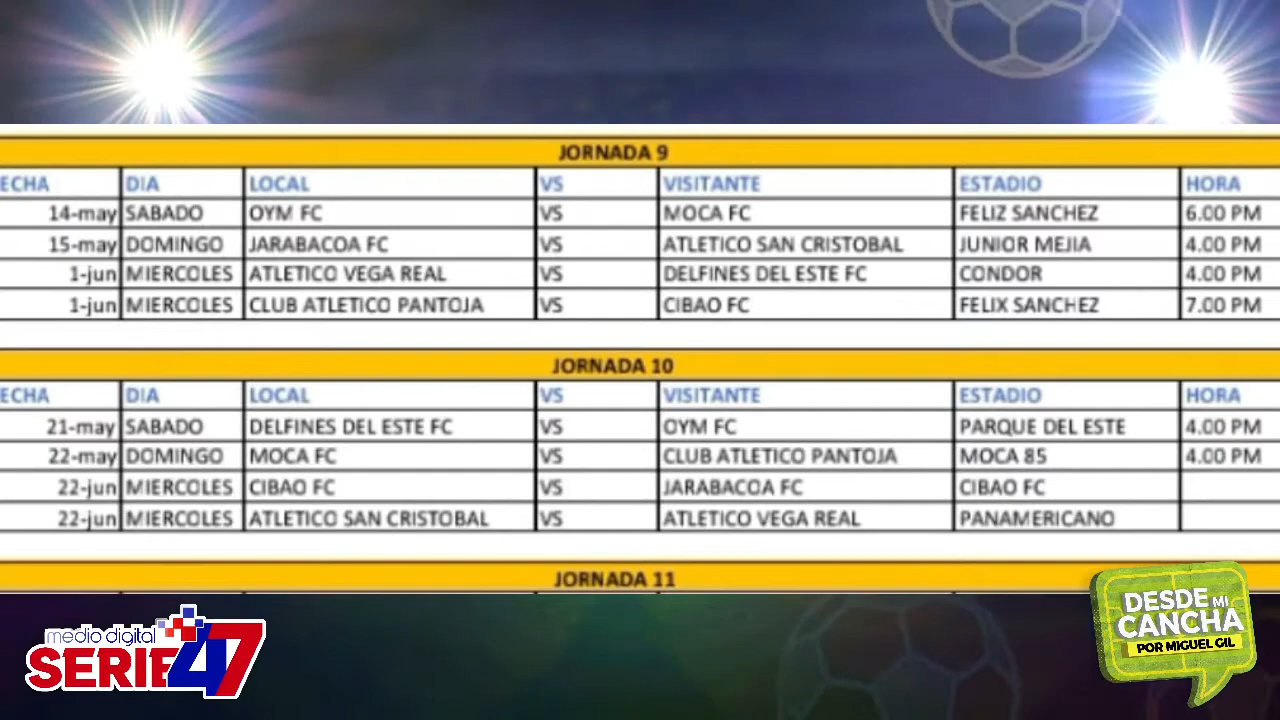 JORNADA 9
ECHA DIA LOCAL VS VISITANTE ESTADIO HORA
14-may SABADO OYM FC VS MOCA FC FELIZ SANCHEZ 6.00 PM
15-may DOMINGO JARABACOA FC VS ATLETICO SAN CRISTOBAL JUNIOR MEJIA 4.00 PM
1-jun MIERCOLES ATLETICO VEGA REAL VS DELFINES DEL ESTE FC CONDOR 4.00 PM
1-jun MIERCOLES CLUB ATLETICO PANTOJA VS CIBAO FC FELIX SANCHEZ 7.00 PM
JORNADA 10
ECHA DIA LOCAL VS VISITANTE ESTADIO HORA
21-may SABADO DELFINES DEL ESTE FC VS OYM FC PARQUE DEL ESTE 4.00 PM
22-may DOMINGO MOCA FC VS CLUB ATLETICO PANTOJA MOCA 85 4.00 PM
22-jun MIERCOLES CIBAO FC VS JARABACOA FC CIBAO FC
22-jun MIERCOLES ATLETICO SAN CRISTOBAL VS ATLETICO VEGA REAL PANAMERICANO
JORNADA 11
medio digital
SERIE47
DESDE MI
CANCHA
POR MIGUEL GIL